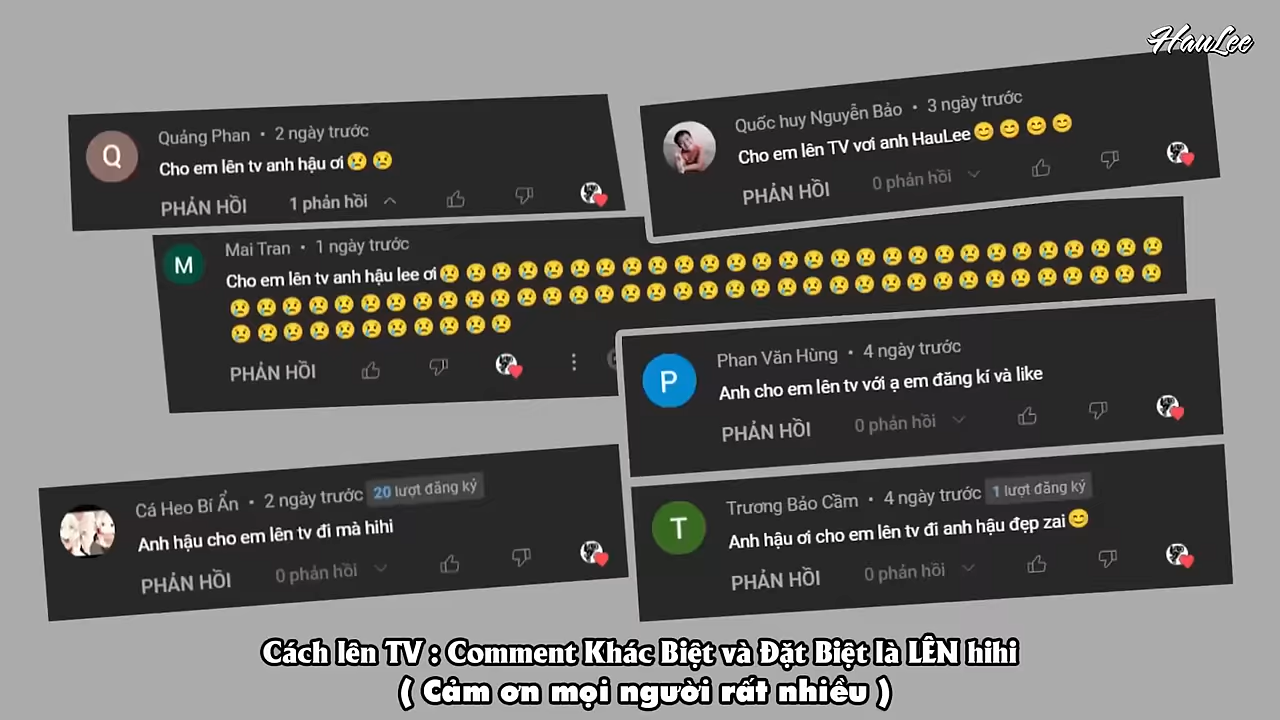 HauLee
Q
Quảng Phan • 2 ngày trước
Cho em lên tv anh hậu ơi😢😢
PHẢN HỒI 1 phản hồi
Quốc huy Nguyễn Bảo • 3 ngày trước
Cho em lên TV vơi anh HauLee😊😊😊😊
PHẢN HỒI 0 phản hồi
M
Mai Tran • 1 ngày trước
Cho em lên tv anh hậu lee ơi😢😢😢😢😢😢😢😢😢😢😢😢😢😢😢😢😢😢😢😢😢😢😢😢😢😢😢😢
😢😢😢😢😢😢😢😢😢😢😢😢😢😢😢😢😢😢😢😢😢😢😢😢😢😢😢😢😢😢😢😢😢😢😢😢
😢😢😢😢😢😢😢😢😢😢😢
PHẢN HỒI
P
Phan Văn Hùng • 4 ngày trước
Anh cho em lên tv với ạ em đăng kí và like
PHẢN HỒI 0 phản hồi
Cá Heo Bí Ẩn • 2 ngày trước 20 lượt đăng ký
Anh hậu cho em lên tv đi mà hihi
PHẢN HỒI 0 phản hồi
T
Trương Bảo Cầm • 4 ngày trước 1 lượt đăng ký
Anh hậu ơi cho em lên tv đi anh hậu đẹp zai😊
PHẢN HỒI 0 phản hồi
Cách lên TV : Comment Khác Biệt và Đặt Biệt là LÊN hihi
( Cảm ơn mọi người rất nhiều )